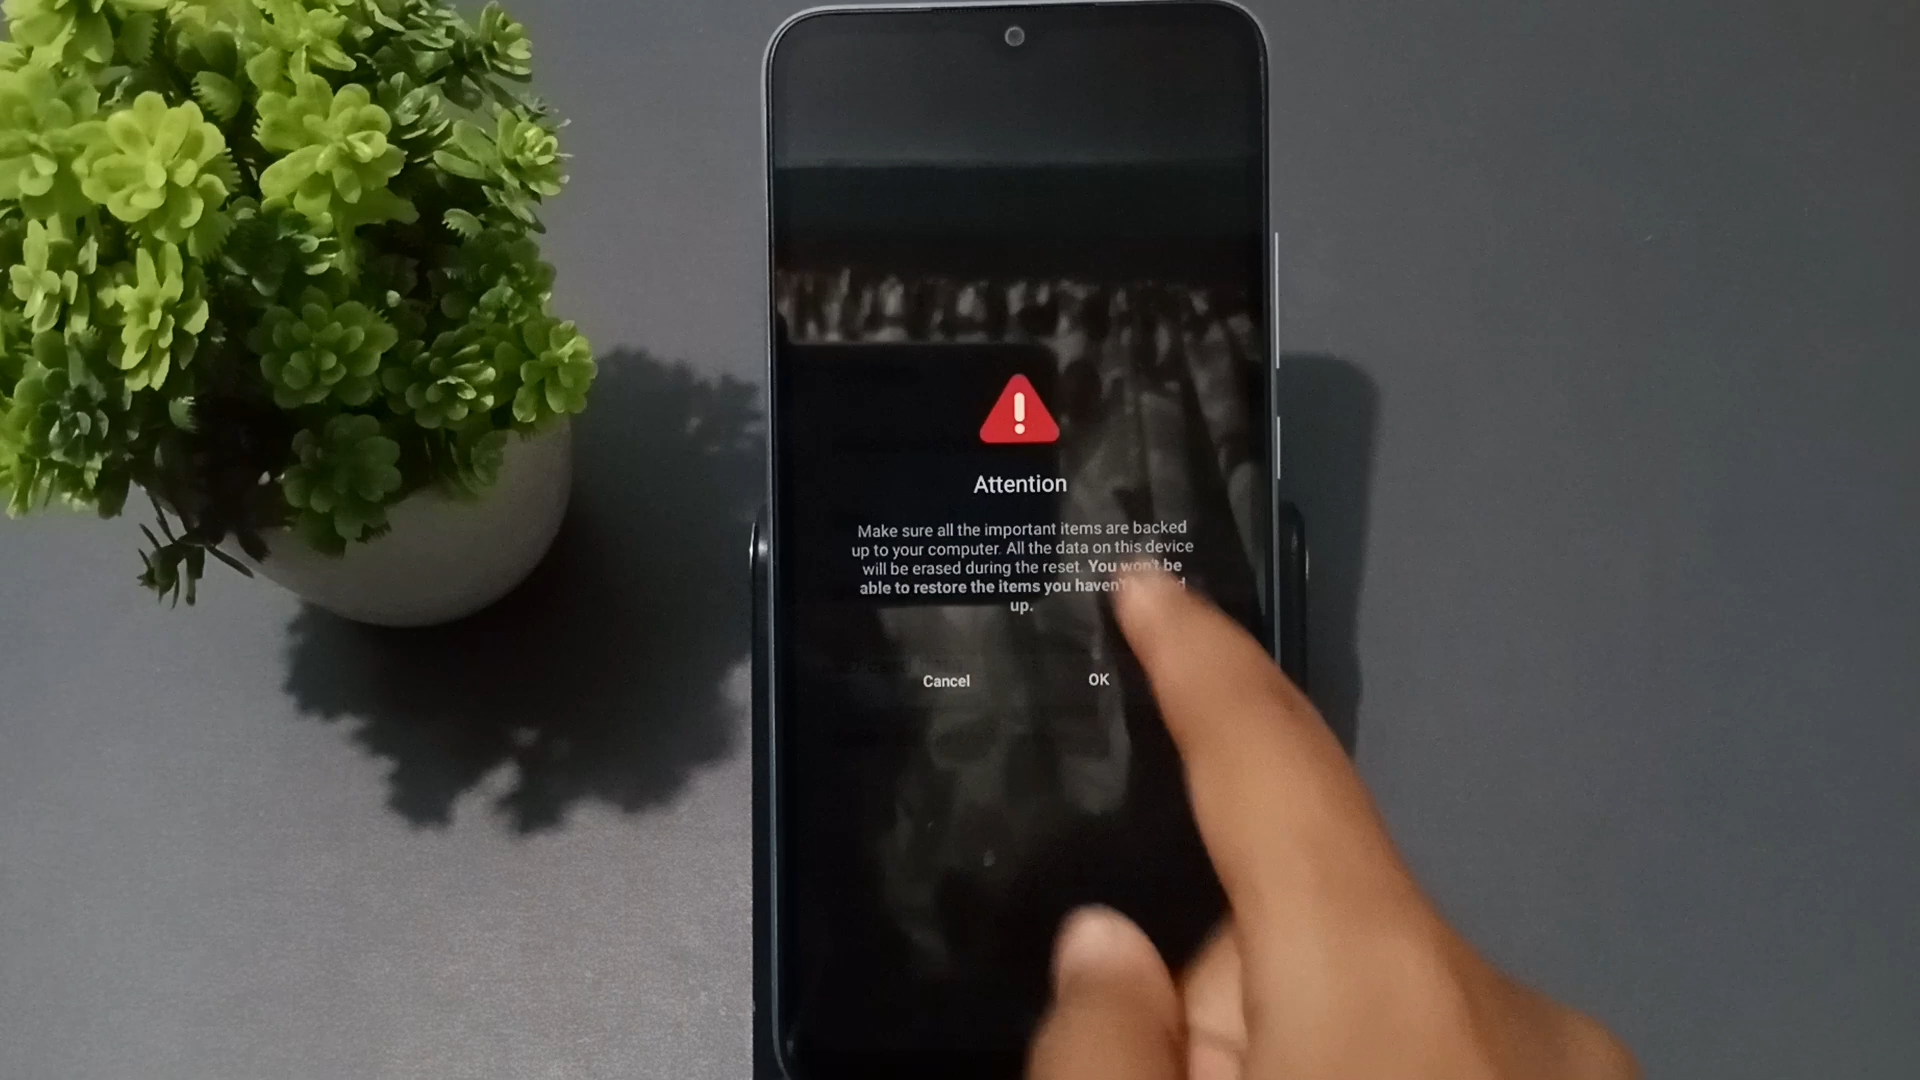 Attention
Make sure all the important items are backed
up to your computer. All the data on this device
will be erased during the reset. You won't be
able to restore the items you haven't
up.
Cancel
OK